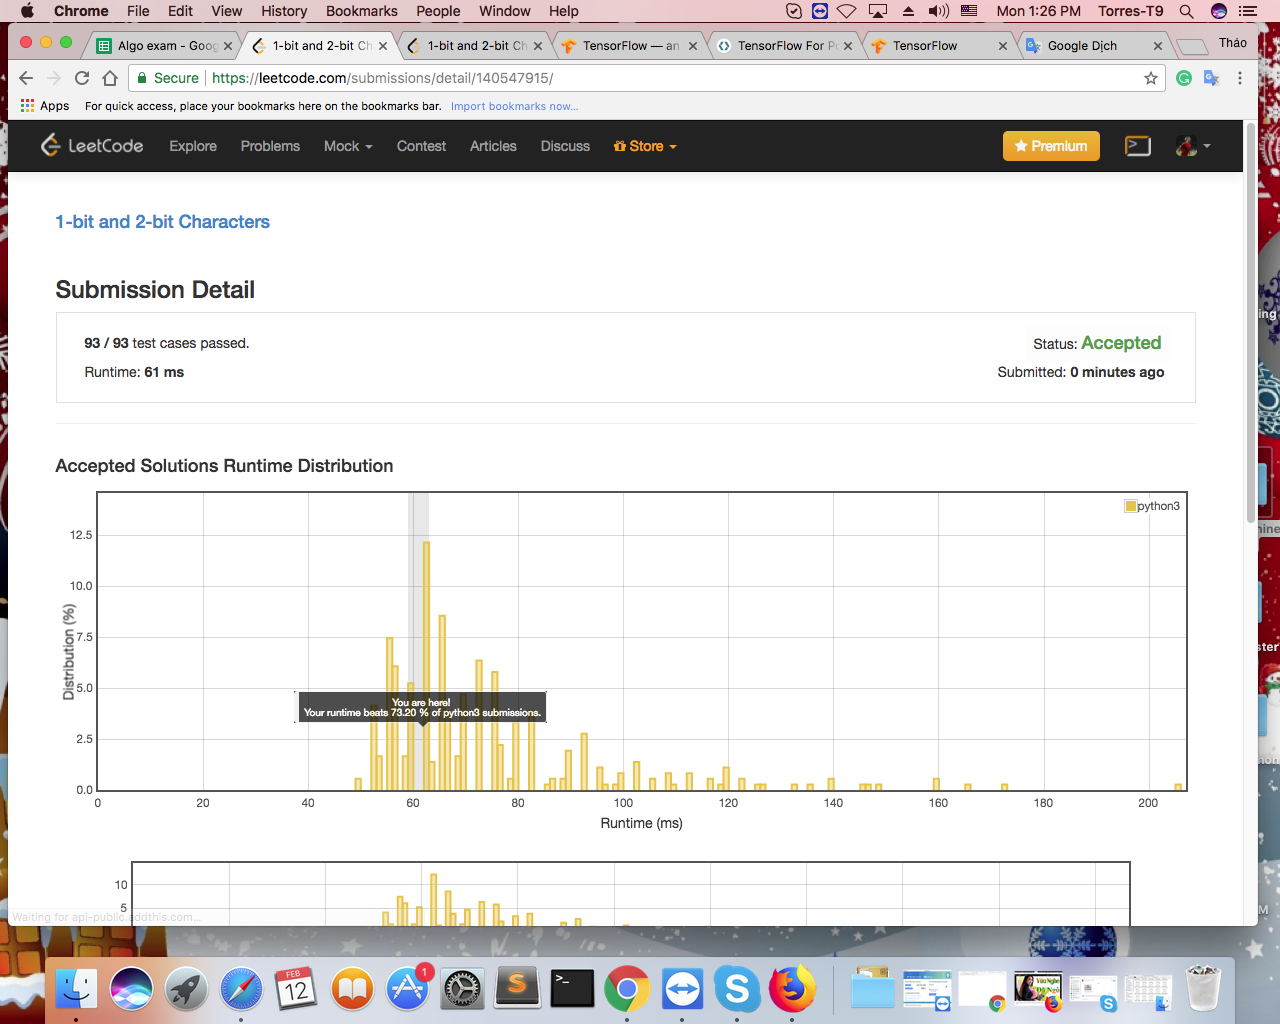 Chrome File Edit View History Bookmarks People Window Help Mon 1:26 PM Torres-T9
Algo exam - Goog 1-bit and 2-bit Ch 1-bit and 2-bit Ch TensorFlow — an TensorFlow For P TensorFlow Google Dịch Thảo
Secure https://leetcode.com/submissions/detail/140547915/
Apps For quick access, place your bookmarks here on the bookmarks bar. Import bookmarks now...
LeetCode Explore Problems Mock Contest Articles Discuss Store Premium
1-bit and 2-bit Characters
Submission Detail
93 / 93 test cases passed. Status: Accepted
Runtime: 61 ms Submitted: 0 minutes ago
Accepted Solutions Runtime Distribution
python3
12.5
10.0
7.5
5.0
2.5
0.0
Distribution (%)
You are here!
Your runtime beats 73.20 % of python3 submissions.
0 20 40 60 80 100 120 140 160 180 200
Runtime (ms)
10
5
Waiting for api-public.addthis.com...
ing
hine
ster'
hon
M
FEB
12
1